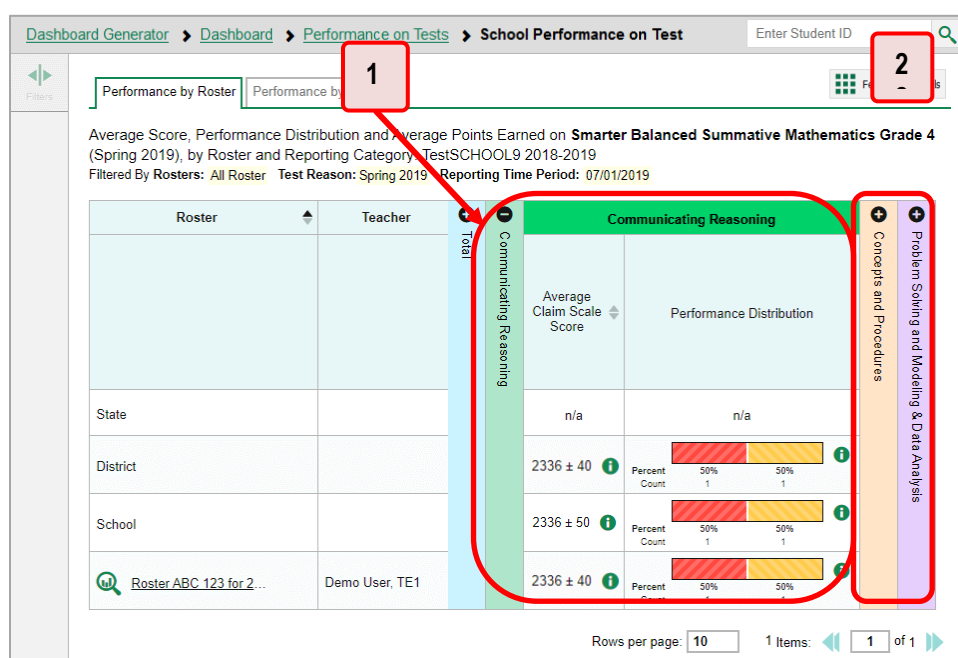 Dashboard Generator > Dashboard > Performance on Tests > School Performance on Test
Enter Student ID
Filters
Performance by Roster
Performance by
1
2
Average Score, Performance Distribution and Average Points Earned on Smarter Balanced Summative Mathematics Grade 4
(Spring 2019), by Roster and Reporting Category: TestSCHOOL9 2018-2019
Filtered By Rosters: All Roster Test Reason: Spring 2019 Reporting Time Period: 07/01/2019
Roster
Teacher
Total
Communicating Reasoning
Communicating Reasoning
Average
Claim Scale
Score
Performance Distribution
Concepts and Procedures
Problem Solving and Modeling & Data Analysis
State
n/a
n/a
District
2336 ± 40
Percent 50% 50%
Count 1 1
School
2336 ± 50
Percent 50% 50%
Count 1 1
Roster ABC 123 for 2...
Demo User, TE1
2336 ± 40
Percent 50% 50%
Count 1 1
Rows per page: 10
1 Items:
1 of 1